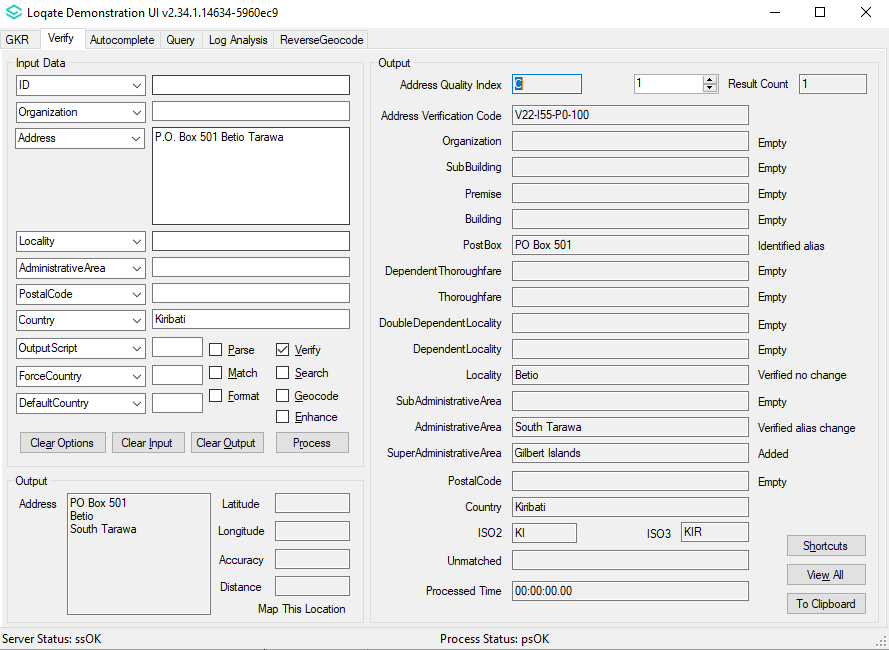 Loqate Demonstration UI v2.34.1.14634-5960ec9
GKR Verify Autocomplete Query Log Analysis ReverseGeocode
Input Data
ID
Organization
Address P.O. Box 501 Betio Tarawa
Locality
AdministrativeArea
PostalCode
Country Kiribati
OutputScript Parse Verify
ForceCountry Match Search
DefaultCountry Format Geocode
Enhance
Clear Options Clear Input Clear Output Process
Output
Address PO Box 501
Betio
South Tarawa
Latitude
Longitude
Accuracy
Distance
Map This Location
Output
Address Quality Index C 1 Result Count 1
Address Verification Code V22-I55-P0-100
Organization Empty
SubBuilding Empty
Premise Empty
Building Empty
PostBox PO Box 501 Identified alias
DependentThoroughfare Empty
Thoroughfare Empty
DoubleDependentLocality Empty
DependentLocality Empty
Locality Betio Verified no change
SubAdministrativeArea Empty
AdministrativeArea South Tarawa Verified alias change
SuperAdministrativeArea Gilbert Islands Added
PostalCode Empty
Country Kiribati
ISO2 KI ISO3 KIR
Unmatched
Processed Time 00:00:00.00
Shortcuts
View All
To Clipboard
Server Status: ssOK Process Status: psOK